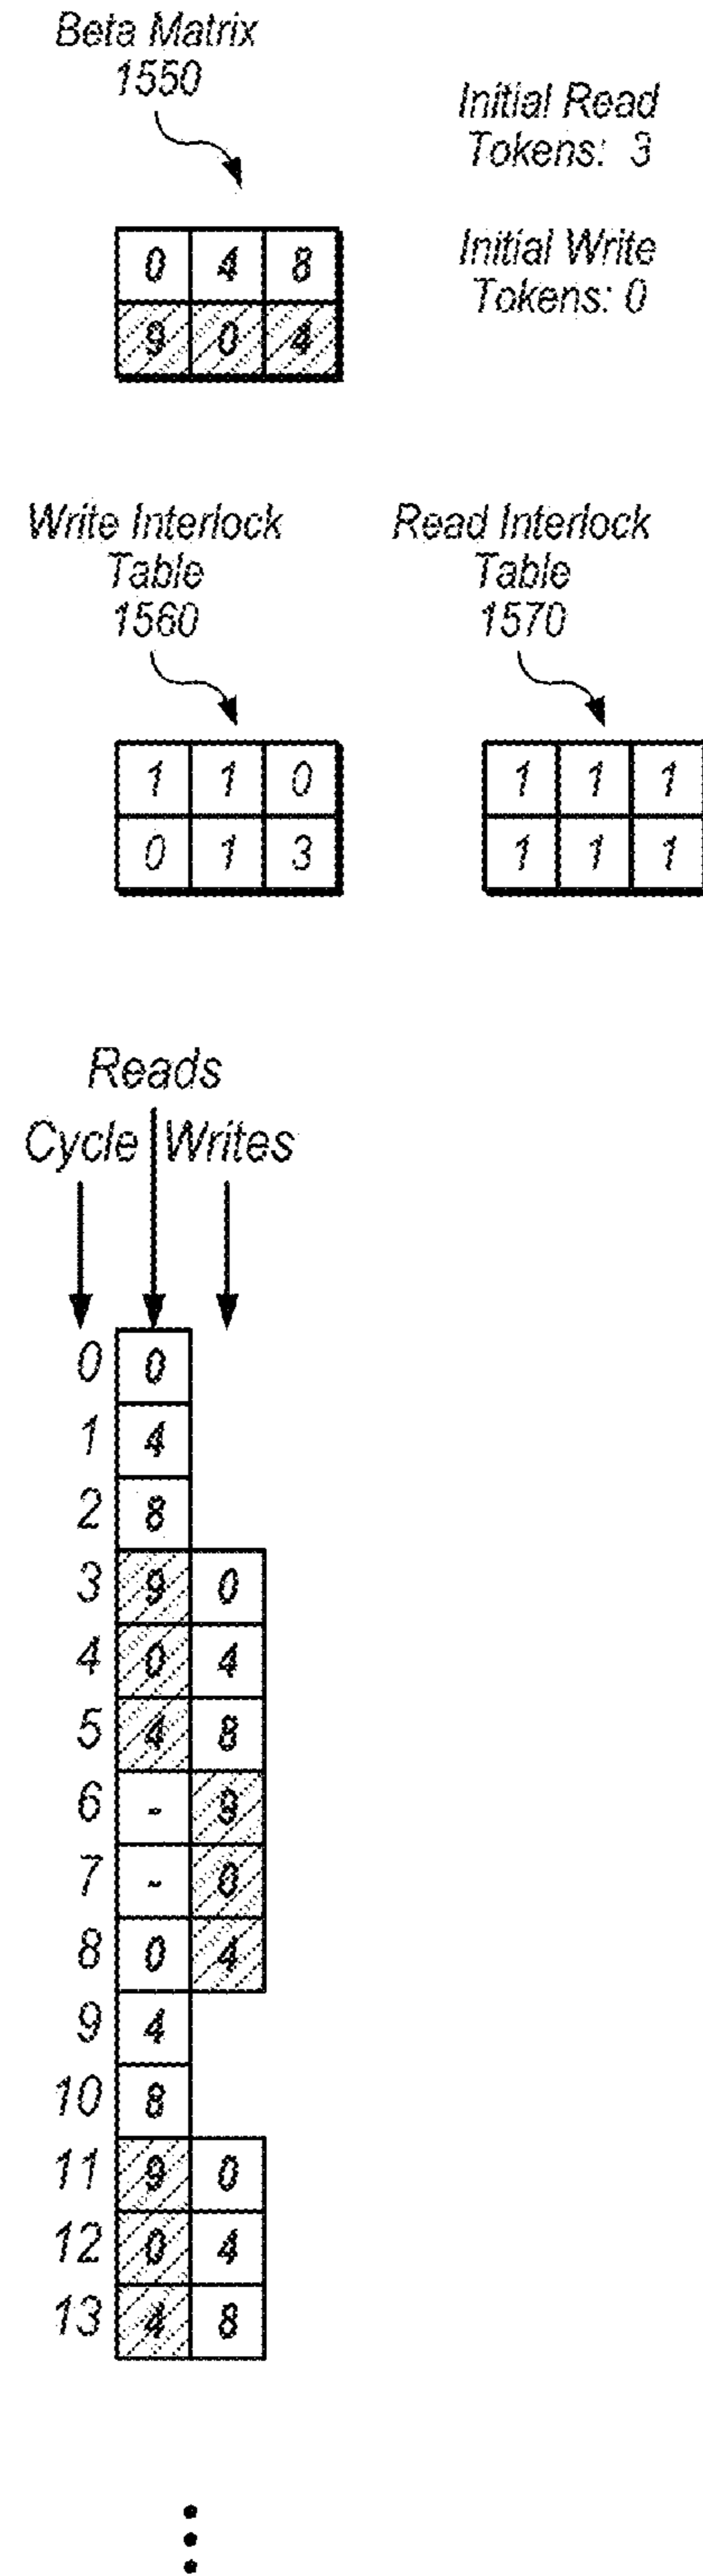 Beta Matrix
1550
Initial Read
Tokens: 3
Initial Write
Tokens: 0
0 4 8
9 0 4
Write Interlock
Table
1560
Read Interlock
Table
1570
1 1 0
0 1 3
1 1 1
1 1 1
Reads
Cycle Writes
0 0
1 4
2 8
3 9 0
4 0 4
5 4 8
6 - 9
7 - 0
8 0 4
9 4
10 8
11 9 0
12 0 4
13 4 8